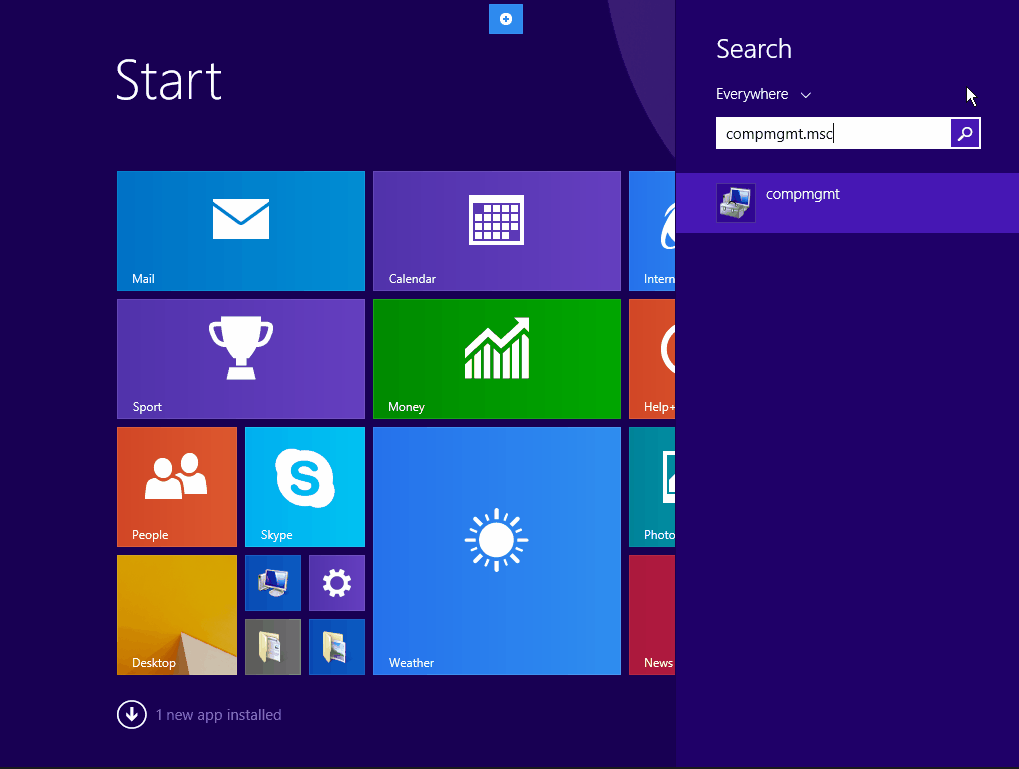 Start
Search
Everywhere
compmgmt.msc
compmgmt
Mail
Calendar
Intern
Sport
Money
Help+
People
Skype
Photo
Desktop
Weather
News
1 new app installed